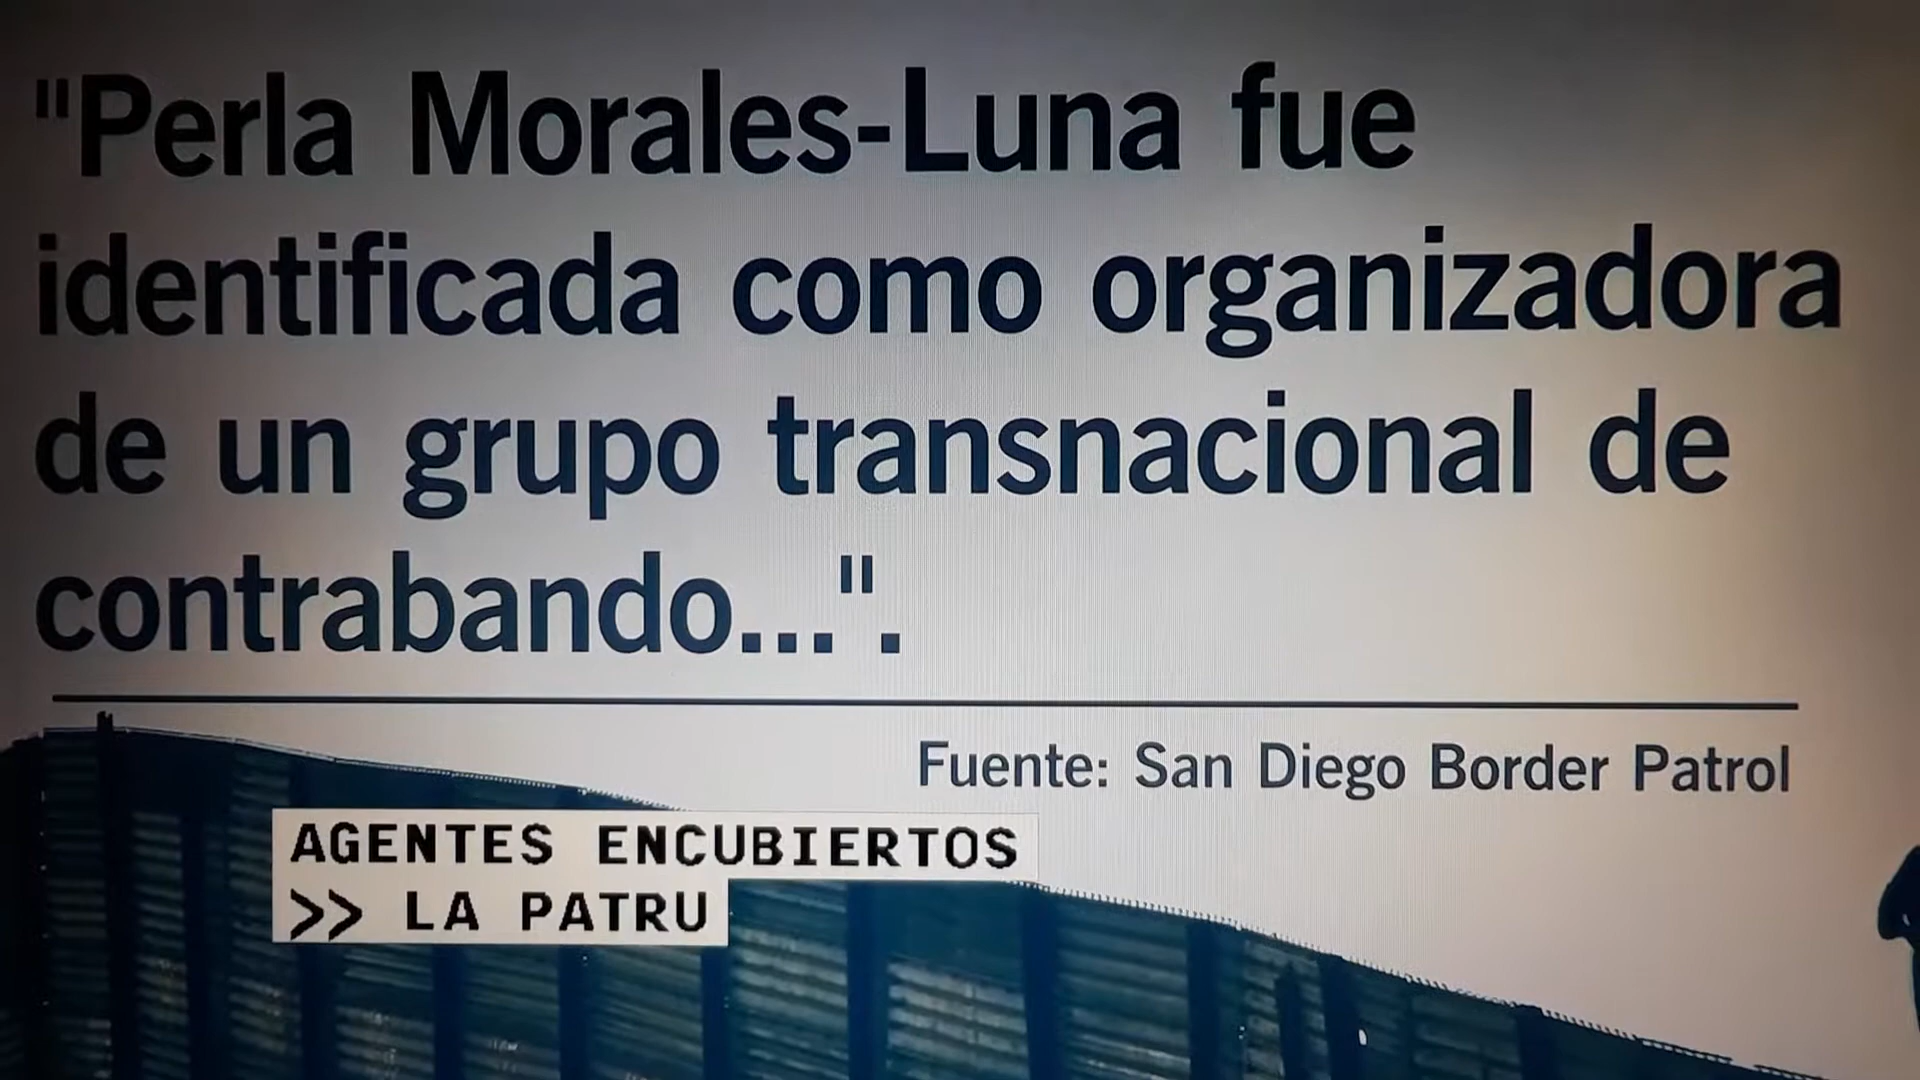 "Perla Morales-Luna fue
identificada como organizadora
de un grupo transnacional de
contrabando...".
Fuente: San Diego Border Patrol
AGENTES ENCUBIERTOS
>> LA PATRU